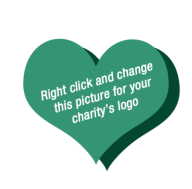 Right click and change
this picture for your
charity's logo